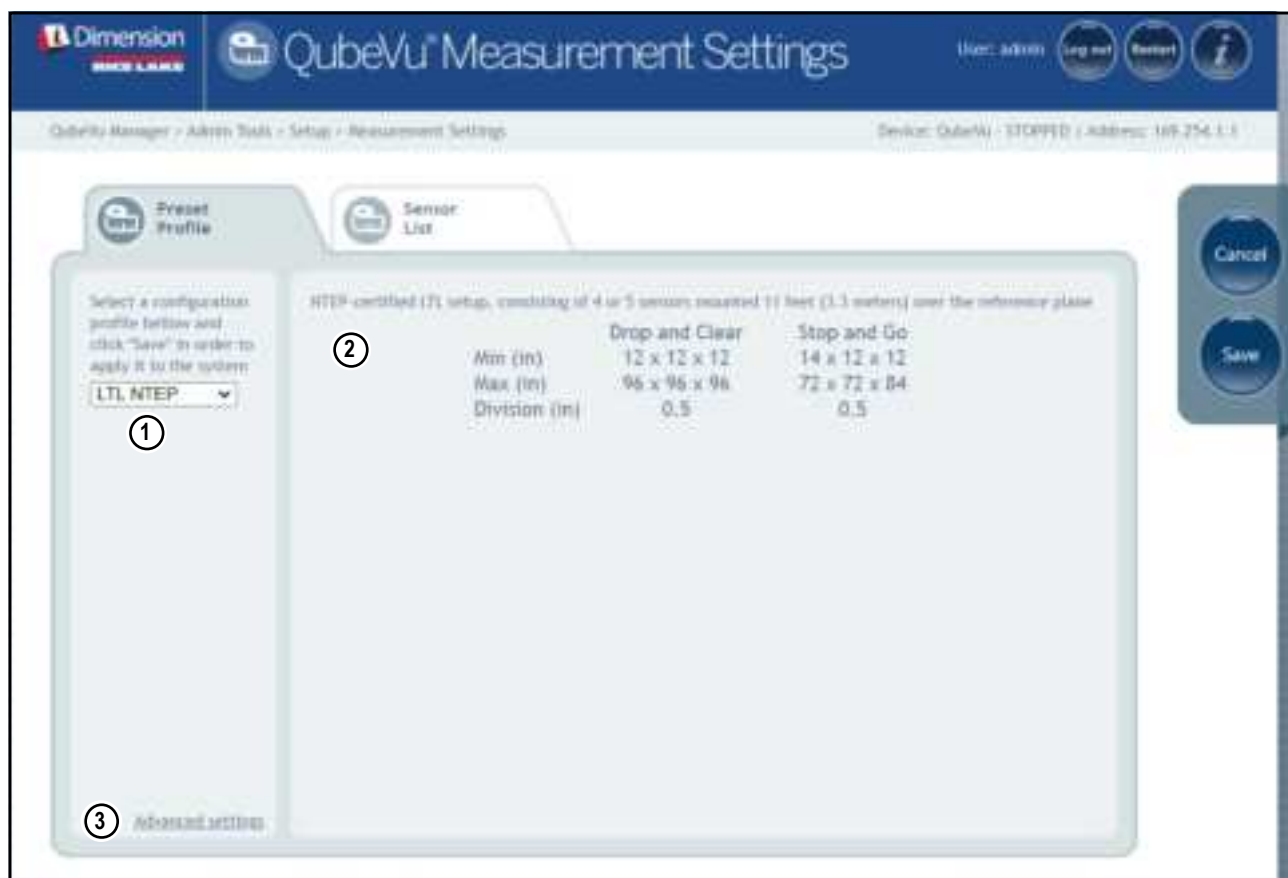 Dimension
RICE LAKE
QubeVu™ Measurement Settings
User: admin
Log out
Restart
i
QubeVu Manager > Admin Tools > Setup > Measurement Settings
Device: QubeVu - STOPPED | Address: 169.254.1.1
Preset
Profile
Sensor
List
Cancel
Save
Select a configuration
profile bellow and
click "Save" in order to
apply it to the system
LTL NTEP
1
NTEP-certified LTL setup, consisting of 4 or 5 sensors mounted 11 feet (3.3 meters) over the reference plane
2
Drop and Clear Stop and Go
Min (in) 12 x 12 x 12 14 x 12 x 12
Max (in) 96 x 96 x 96 72 x 72 x 84
Division (in) 0.5 0.5
3 Advanced settings